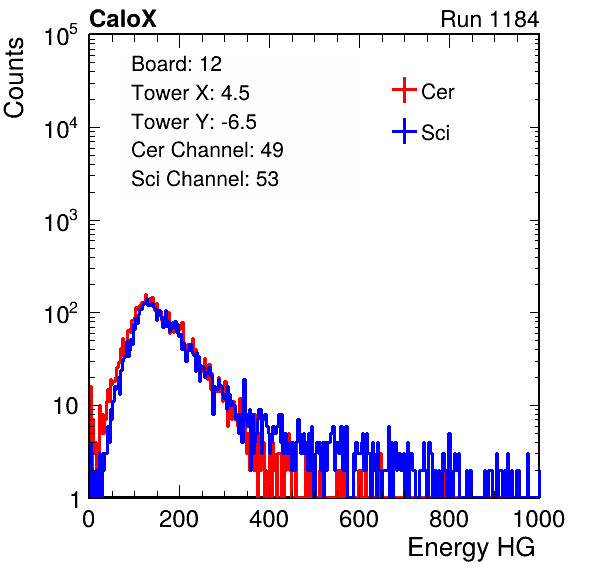 CaloX Run 1184
Counts
Board: 12
Tower X: 4.5
Tower Y: -6.5
Cer Channel: 49
Sci Channel: 53
Cer
Sci
10^5
10^4
10^3
10^2
10
1
0 200 400 600 800 1000
Energy HG